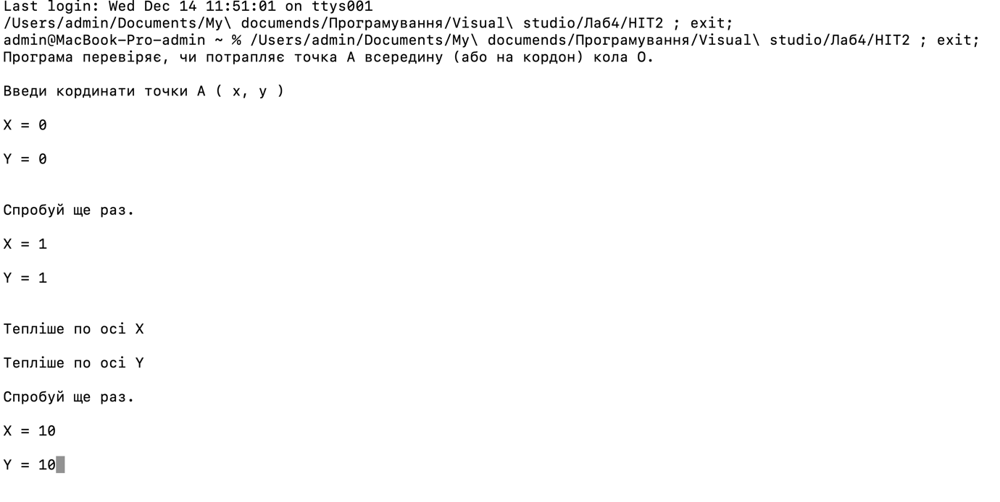 Last login: Wed Dec 14 11:51:01 on ttys001
/Users/admin/Documents/My\ documends/Програмування/Visual\ studio/Лаб4/HIT2 ; exit;
admin@MacBook-Pro-admin ~ % /Users/admin/Documents/My\ documends/Програмування/Visual\ studio/Лаб4/HIT2 ; exit;
Програма перевіряє, чи потрапляє точка А всередину (або на кордон) кола О.
Введи кординати точки А ( x, y )
X = 0
Y = 0
Спробуй ще раз.
X = 1
Y = 1
Тепліше по осі X
Тепліше по осі Y
Спробуй ще раз.
X = 10
Y = 10